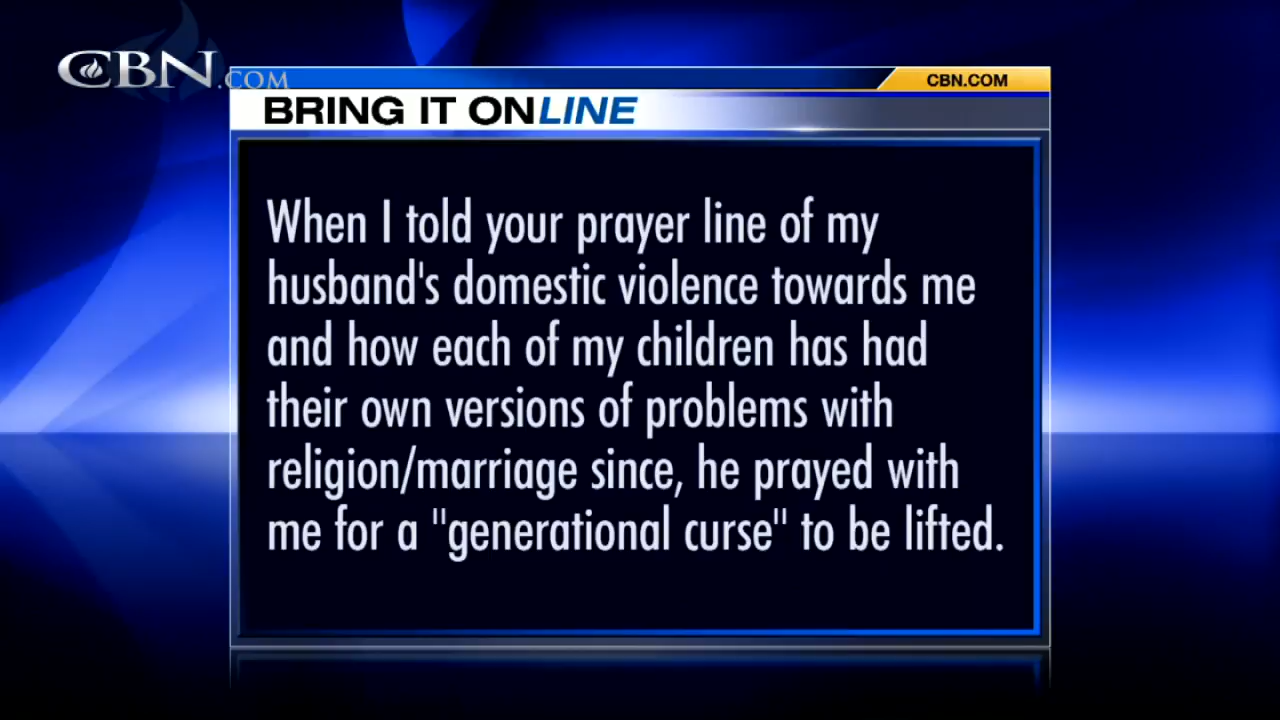 CBN.COM
CBN.COM
BRING IT ONLINE
When I told your prayer line of my
husband's domestic violence towards me
and how each of my children has had
their own versions of problems with
religion/marriage since, he prayed with
me for a "generational curse" to be lifted.